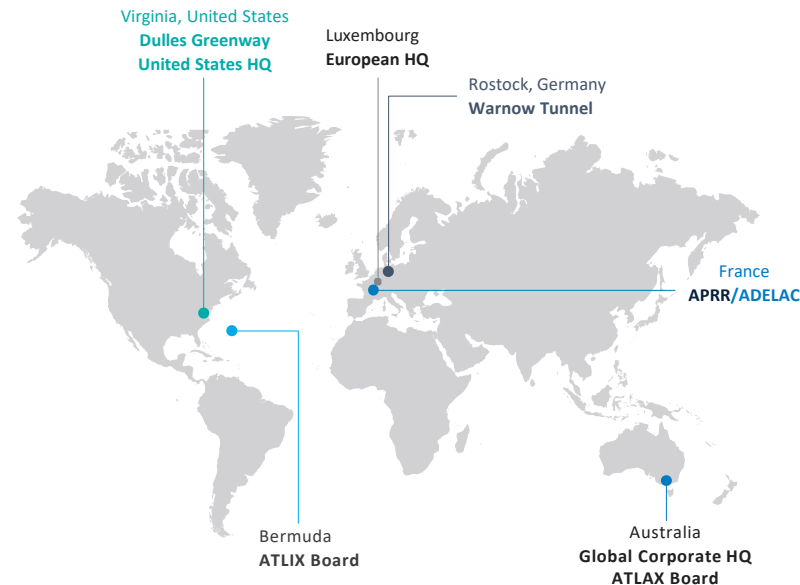 Virginia, United States
Dulles Greenway
United States HQ
Luxembourg
European HQ
Rostock, Germany
Warnow Tunnel
France
APRR/ADELAC
Bermuda
ATLIX Board
Australia
Global Corporate HQ
ATLAX Board